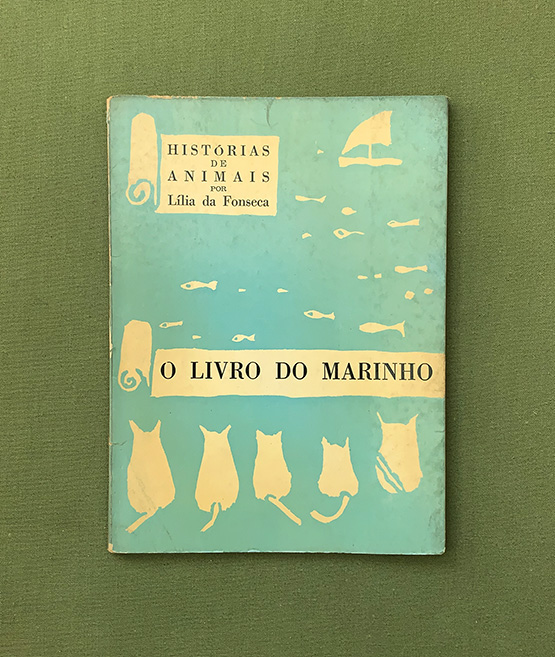 HISTÓRIAS
DE
ANIMAIS
POR
Lília da Fonseca
O LIVRO DO MARINHO